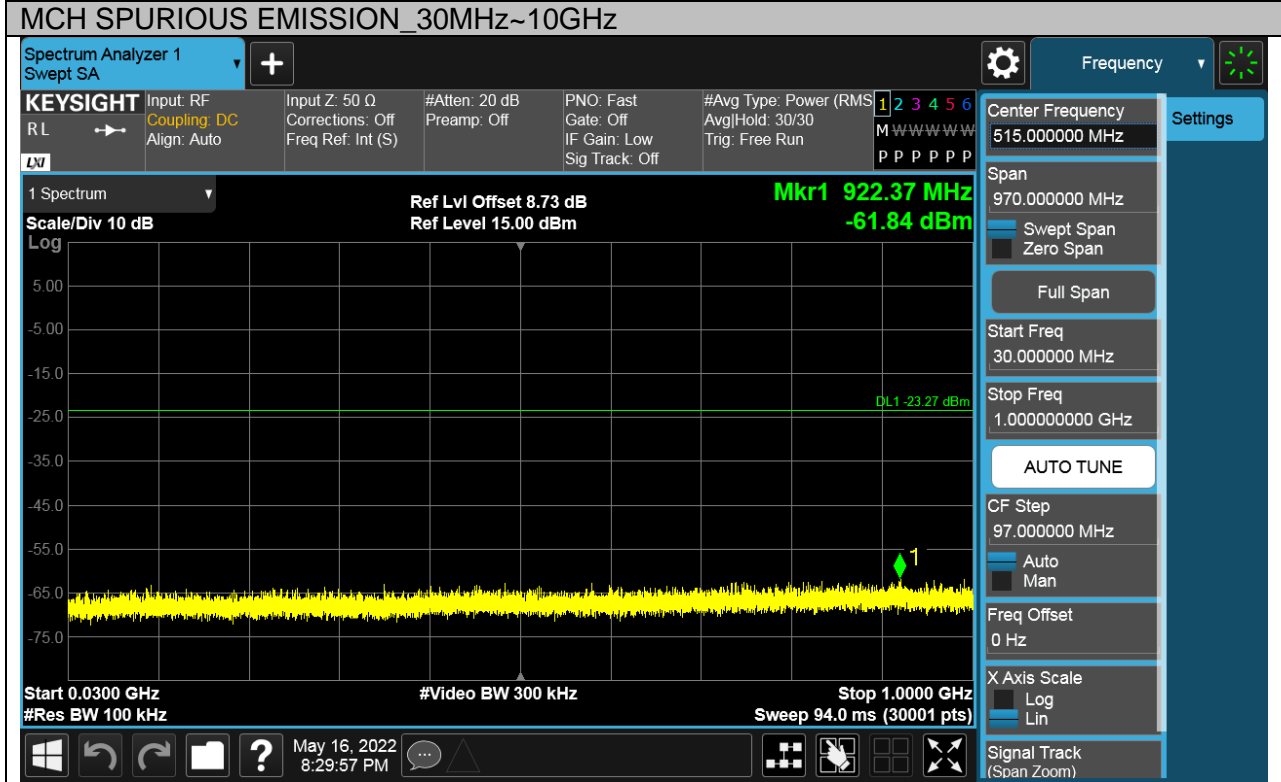 MCH SPURIOUS EMISSION_30MHz~10GHz
Spectrum Analyzer 1
Swept SA
+
Frequency
KEYSIGHT
RL
LXI
Input: RF
Coupling: DC
Align: Auto
Input Z: 50 Ω
Corrections: Off
Freq Ref: Int (S)
#Atten: 20 dB
Preamp: Off
PNO: Fast
Gate: Off
IF Gain: Low
Sig Track: Off
#Avg Type: Power (RMS
Avg|Hold: 30/30
Trig: Free Run
1 2 3 4 5 6
M W W W W W
P P P P P P
1 Spectrum
Scale/Div 10 dB
Ref Lvl Offset 8.73 dB
Ref Level 15.00 dBm
Mkr1 922.37 MHz
-61.84 dBm
Log
5.00
-5.00
-15.0
DL1 -23.27 dBm
-25.0
-35.0
-45.0
-55.0
1
-65.0
-75.0
Start 0.0300 GHz
#Video BW 300 kHz
Stop 1.0000 GHz
#Res BW 100 kHz
Sweep 94.0 ms (30001 pts)
Center Frequency
515.000000 MHz
Settings
Span
970.000000 MHz
Swept Span
Zero Span
Full Span
Start Freq
30.000000 MHz
Stop Freq
1.000000000 GHz
AUTO TUNE
CF Step
97.000000 MHz
Auto
Man
Freq Offset
0 Hz
X Axis Scale
Log
Lin
Signal Track
(Span Zoom)
?
May 16, 2022
8:29:57 PM